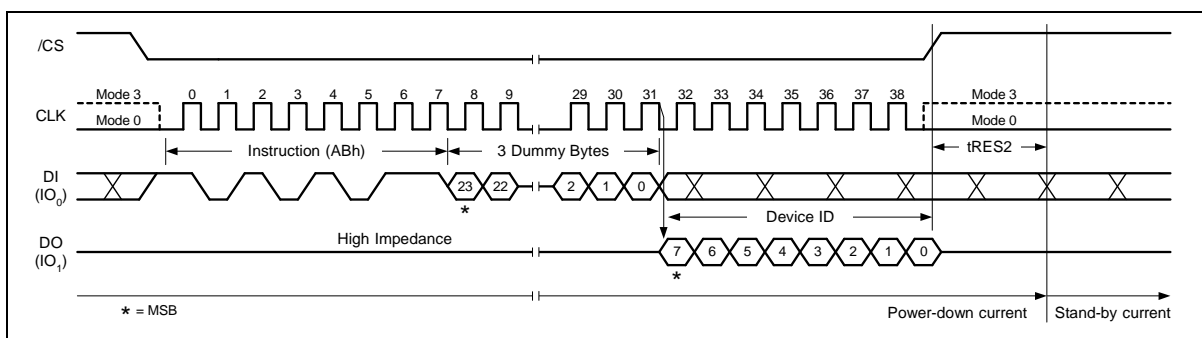 /CS
Mode 3 0 1 2 3 4 5 6 7 8 9 29 30 31 32 33 34 35 36 37 38 Mode 3
CLK
Mode 0 Mode 0
Instruction (ABh) 3 Dummy Bytes tRES2
DI
(IO0)
23 22 2 1 0
*
Device ID
High Impedance
DO
(IO1)
7 6 5 4 3 2 1 0
*
* = MSB
Power-down current Stand-by current